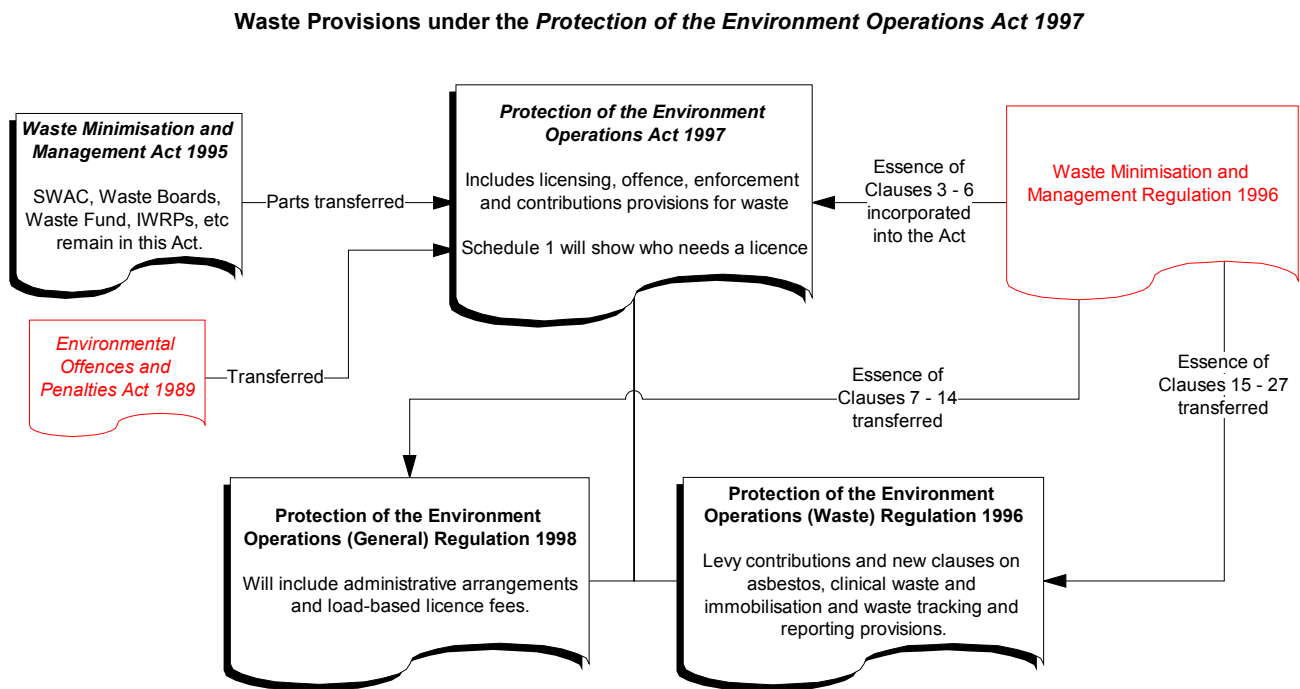 Waste Provisions under the Protection of the Environment Operations Act 1997
Waste Minimisation and
Management Act 1995
SWAC, Waste Boards,
Waste Fund, IWRPs, etc
remain in this Act.
Parts transferred
Protection of the Environment
Operations Act 1997
Includes licensing, offence, enforcement
and contributions provisions for waste
Schedule 1 will show who needs a licence
Essence of
Clauses 3 - 6
incorporated
into the Act
Waste Minimisation and
Management Regulation 1996
Environmental
Offences and
Penalties Act 1989
Transferred
Essence of
Clauses 7 - 14
transferred
Essence of
Clauses 15 - 27
transferred
Protection of the Environment
Operations (General) Regulation 1998
Will include administrative arrangements
and load-based licence fees.
Protection of the Environment
Operations (Waste) Regulation 1996
Levy contributions and new clauses on
asbestos, clinical waste and
immobilisation and waste tracking and
reporting provisions.